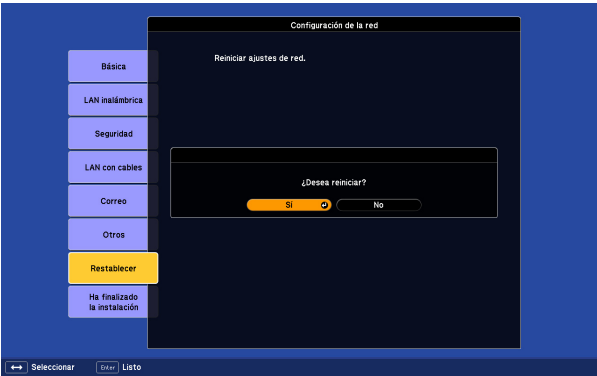 Configuración de la red
Reiniciar ajustes de red.
Básica
LAN inalámbrica
Seguridad
LAN con cables
Correo
Otros
Restablecer
Ha finalizado
la instalación
¿Desea reiniciar?
Sí No
Seleccionar Enter Listo